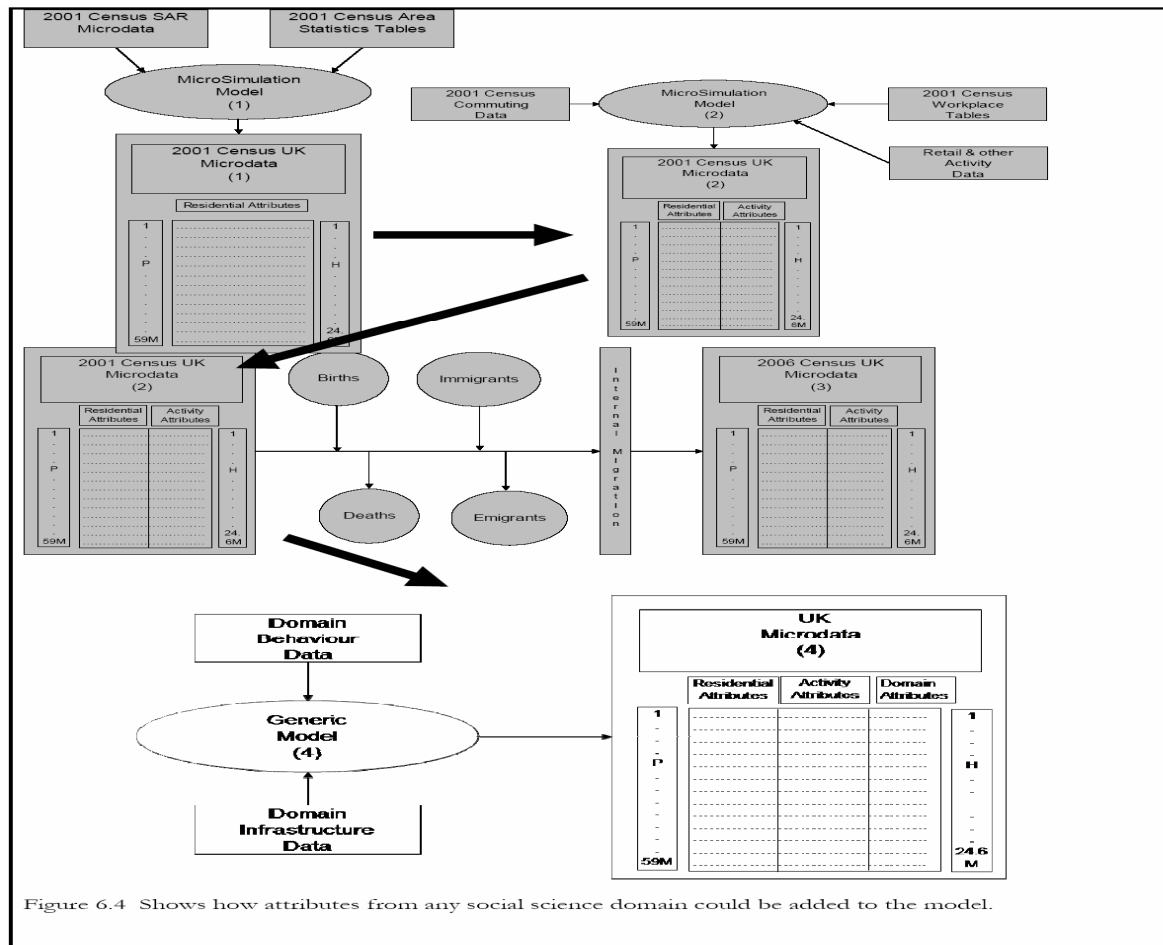 2001 Census SAR
Microdata
2001 Census Area
Statistics Tables
MicroSimulation
Model
(1)
2001 Census
Commuting
Data
MicroSimulation
Model
(2)
2001 Census
Workplace
Tables
Retail & other
Activity
Data
2001 Census UK
Microdata
(1)
Residential Attributes
1
P
59M
1
H
24.
2001 Census UK
Microdata
(2)
Residential
Attributes
Activity
Attributes
1
P
59M
1
H
24.
6M
2001 Census UK
Microdata
(2)
Residential
Attributes
Activity
Attributes
1
P
59M
1
H
24.
6M
Births
Immigrants
Deaths
Emigrants
Internal Migration
2006 Census UK
Microdata
(3)
Residential
Attributes
Activity
Attributes
1
P
59M
1
H
24.
6M
Domain
Behaviour
Data
Generic
Model
(4)
Domain
Infrastructure
Data
UK
Microdata
(4)
Residential
Attributes
Activity
Attributes
Domain
Attributes
1
P
59M
1
H
24.6
M
Figure 6.4 Shows how attributes from any social science domain could be added to the model.